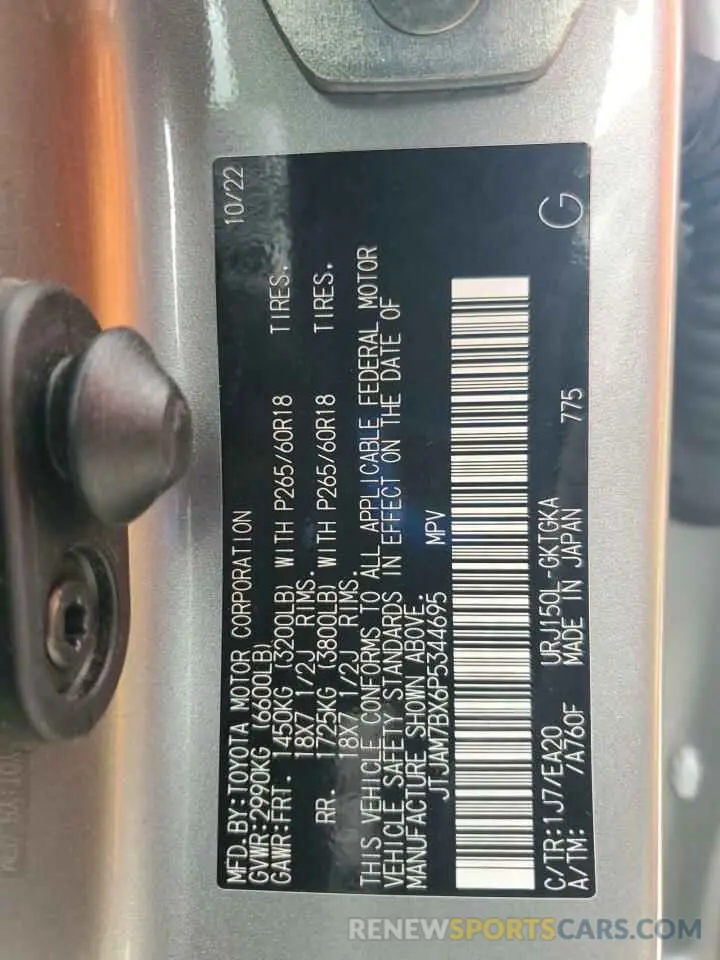 MFD. BY:TOYOTA MOTOR CORPORATION 10/22
GVWR:2990KG (6600LB)
GAWR:FRT. 1450KG (3200LB) WITH P265/60R18 TIRES.
18X7 1/2J RIMS.
RR. 1725KG (3800LB) WITH P265/60R18 TIRES.
18X7 1/2J RIMS.
THIS VEHICLE CONFORMS TO ALL APPLICABLE FEDERAL MOTOR
VEHICLE SAFETY STANDARDS IN EFFECT ON THE DATE OF
MANUFACTURE SHOWN ABOVE.
JTJAM7BX6P5344695 MPV
G
C/TR:1J7/EA20 URJ150L-GKTGKA
A/TM: /A760F MADE IN JAPAN 775
RENEWSPORTSCARS.COM